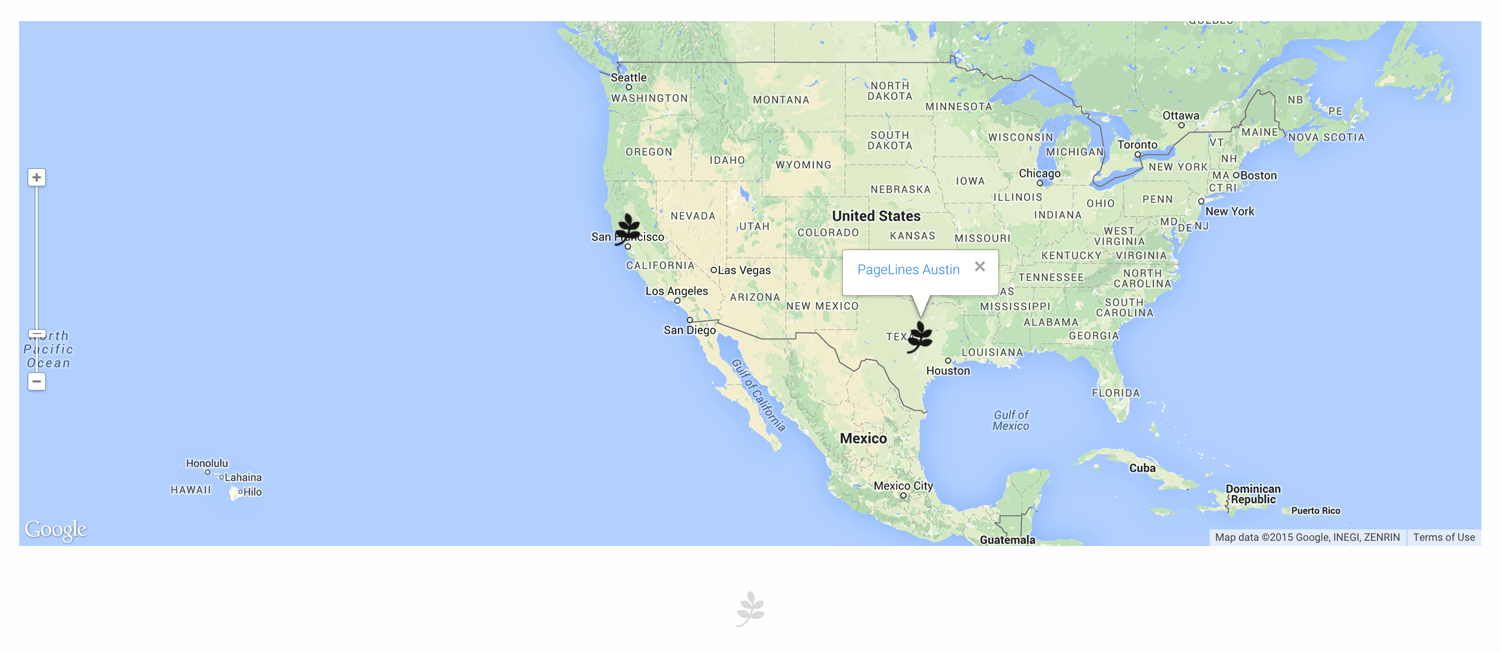 QUÉBEC
Seattle
WASHINGTON
MONTANA
NORTH
DAKOTA
MINNESOTA
Ottawa
NB
PE
MAINE
NOVA SCOTIA
OREGON
IDAHO
WYOMING
SOUTH
DAKOTA
WISCONSIN
MICHIGAN
Toronto
VT
NH
NEW YORK
MA
Boston
CT
RI
Chicago
IOWA
NEBRASKA
ILLINOIS
INDIANA
OHIO
PENN
New York
MD
DE
NJ
NEVADA
UTAH
United States
COLORADO
KANSAS
MISSOURI
WEST
VIRGINIA
KENTUCKY
VIRGINIA
San Francisco
CALIFORNIA
Las Vegas
PageLines Austin
TENNESSEE
NORTH
CAROLINA
Los Angeles
ARIZONA
NEW MEXICO
AS
MISSISSIPPI
SOUTH
CAROLINA
ALABAMA
San Diego
TEX
GEORGIA
LOUISIANA
Houston
North
Pacific
Ocean
Gulf of California
FLORIDA
Gulf of
Mexico
Mexico
Cuba
Honolulu
Lahaina
HAWAII
Hilo
Mexico City
Dominican
Republic
Puerto Rico
Guatemala
Google
Map data ©2015 Google, INEGI, ZENRIN
Terms of Use